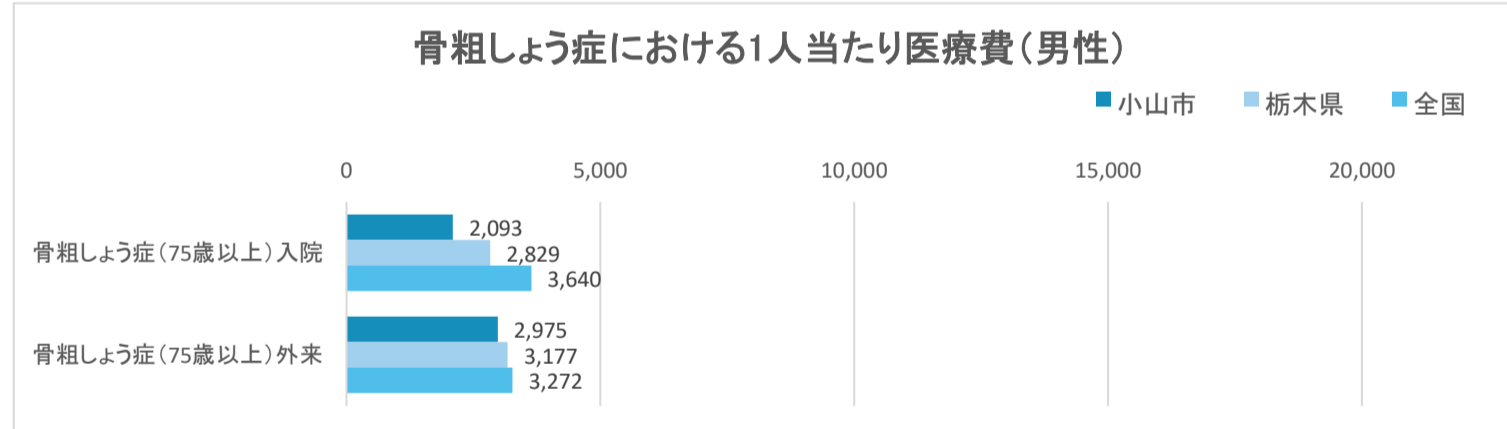 骨粗しょう症における1人当たり医療費（男性）
小山市 栃木県 全国
0 5,000 10,000 15,000 20,000
骨粗しょう症（75歳以上）入院
2,093
2,829
3,640
骨粗しょう症（75歳以上）外来
2,975
3,177
3,272